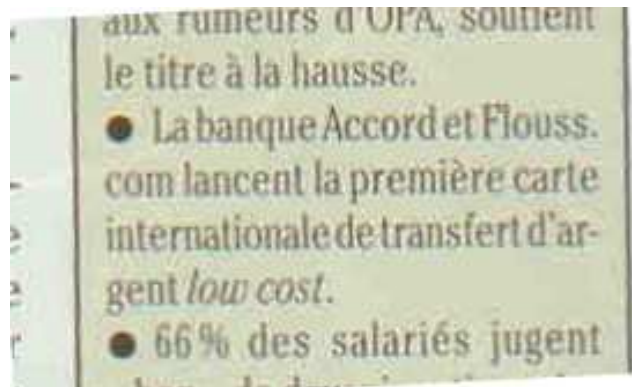 aux rumeurs d'OPA, soutient
le titre à la hausse.
● La banque Accord et Flouss.
com lancent la première carte
internationale de transfert d'ar-
gent low cost.
● 66 % des salariés jugent